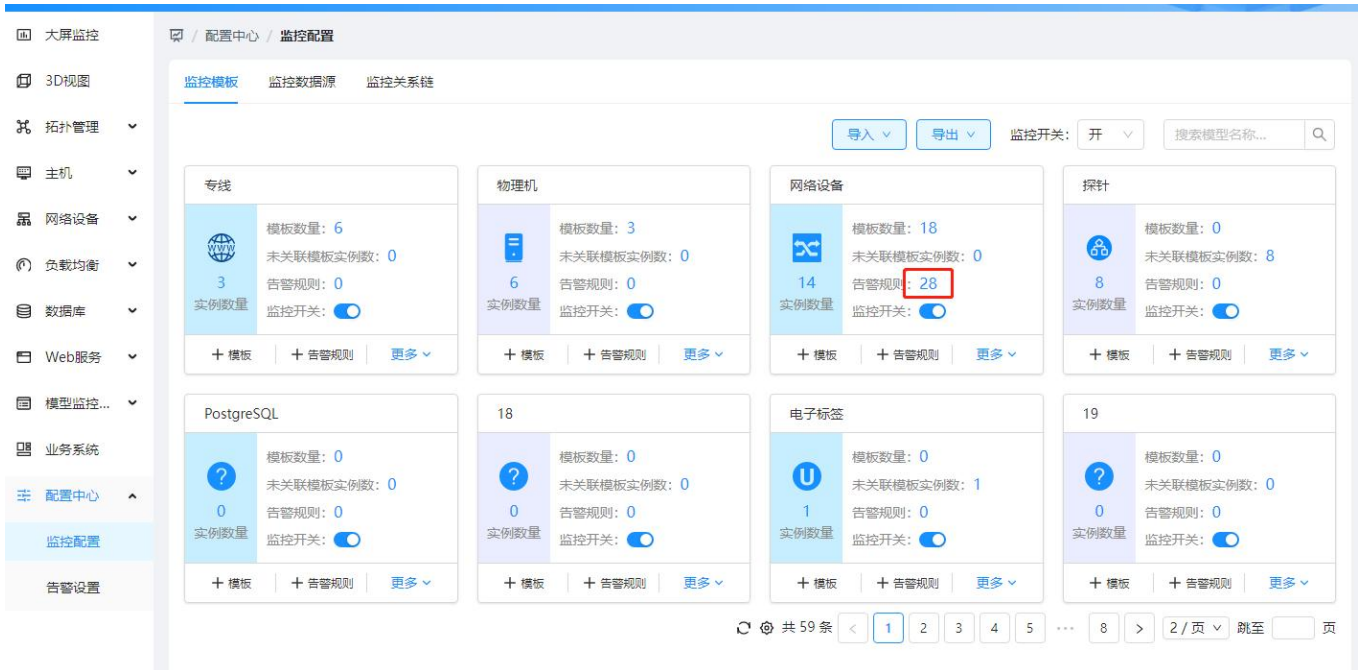 大屏监控
3D视图
拓扑管理
主机
网络设备
负载均衡
数据库
Web服务
模型监控...
业务系统
配置中心
监控配置
告警设置
/ 配置中心 / 监控配置
监控模板 监控数据源 监控关系链
导入 导出 监控开关: 开 搜索模型名称...
专线
WWW
3
实例数量
模板数量: 6
未关联模板实例数: 0
告警规则: 0
监控开关:
+ 模板 + 告警规则 更多
物理机
6
实例数量
模板数量: 3
未关联模板实例数: 0
告警规则: 0
监控开关:
+ 模板 + 告警规则 更多
网络设备
14
实例数量
模板数量: 18
未关联模板实例数: 0
告警规则: 28
监控开关:
+ 模板 + 告警规则 更多
探针
8
实例数量
模板数量: 0
未关联模板实例数: 8
告警规则: 0
监控开关:
+ 模板 + 告警规则 更多
PostgreSQL
?
0
实例数量
模板数量: 0
未关联模板实例数: 0
告警规则: 0
监控开关:
+ 模板 + 告警规则 更多
18
?
0
实例数量
模板数量: 0
未关联模板实例数: 0
告警规则: 0
监控开关:
+ 模板 + 告警规则 更多
电子标签
U
1
实例数量
模板数量: 0
未关联模板实例数: 1
告警规则: 0
监控开关:
+ 模板 + 告警规则 更多
19
?
0
实例数量
模板数量: 0
未关联模板实例数: 0
告警规则: 0
监控开关:
+ 模板 + 告警规则 更多
共 59 条 < 1 2 3 4 5 ··· 8 > 2 / 页 跳至 页